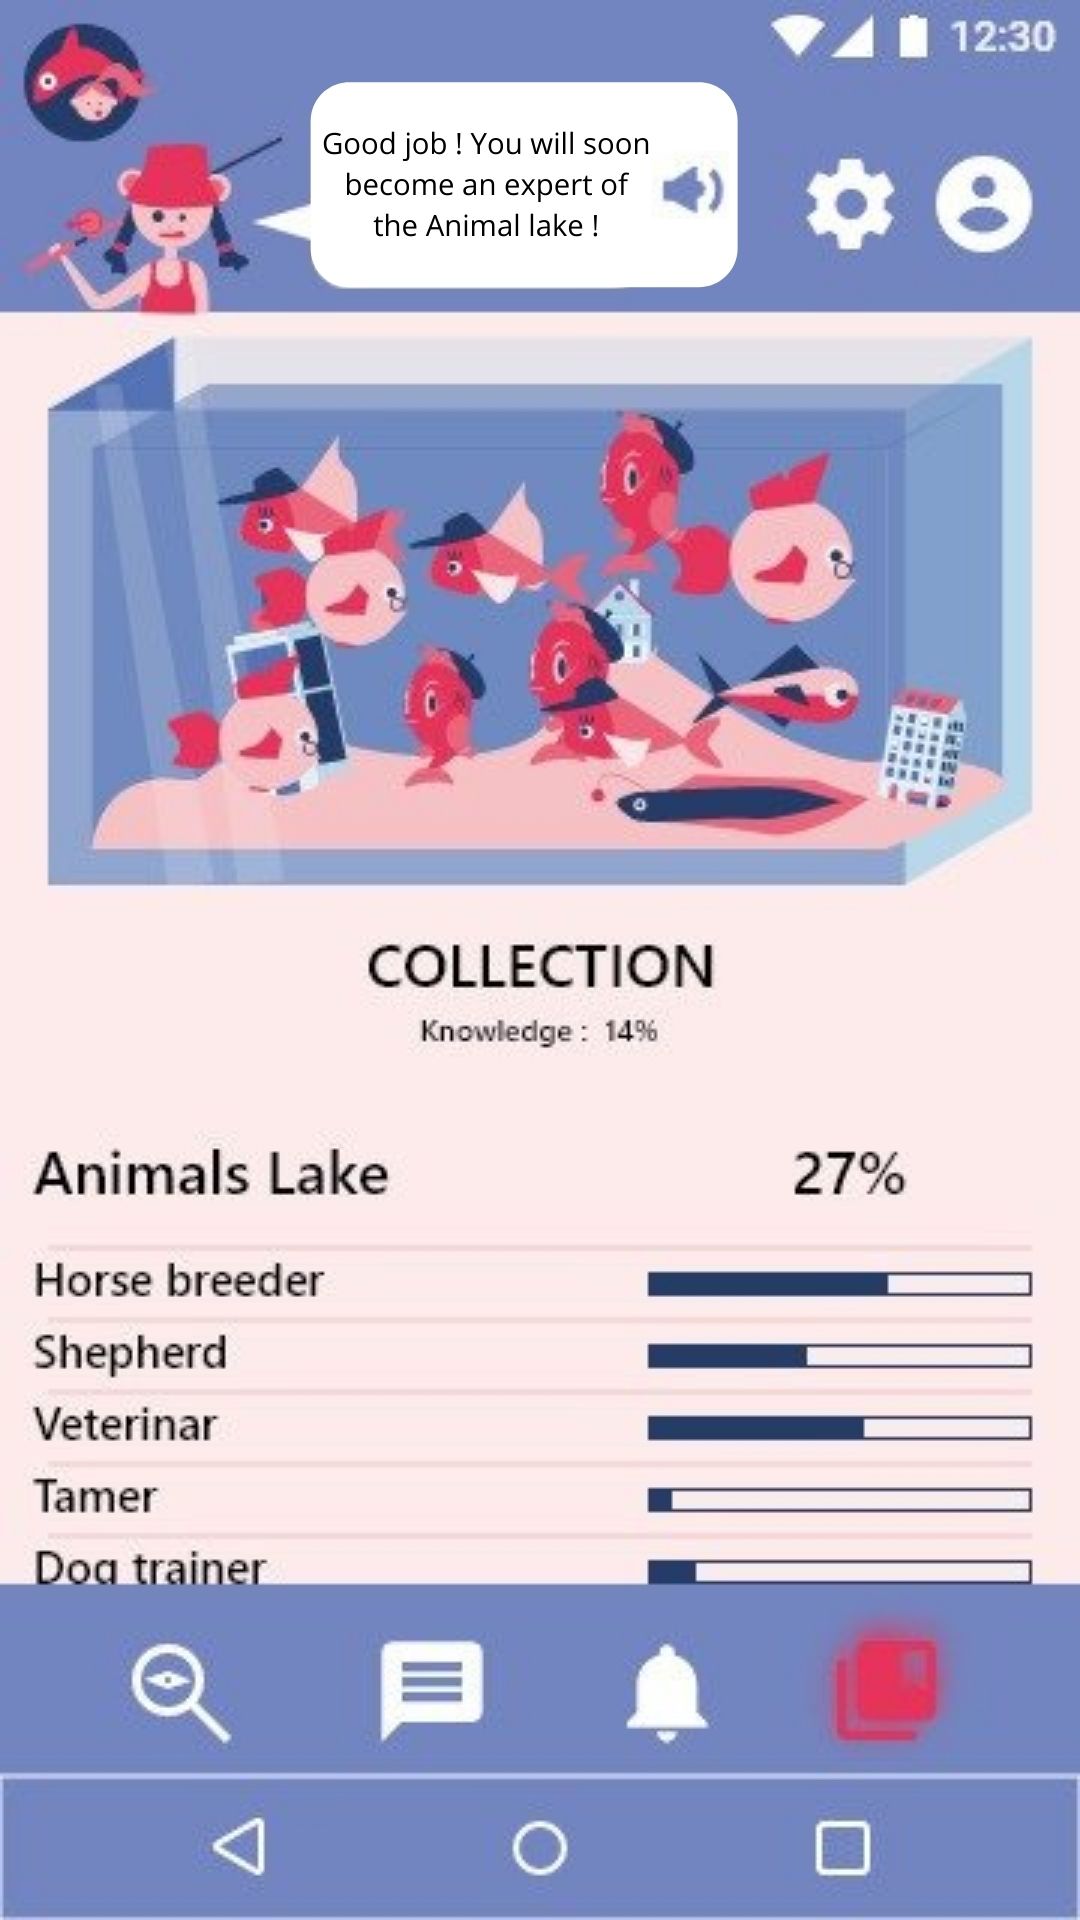 12:30
Good job ! You will soon
become an expert of
the Animal lake !
COLLECTION
Knowledge : 14%
Animals Lake 27%
Horse breeder
Shepherd
Veterinar
Tamer
Dog trainer